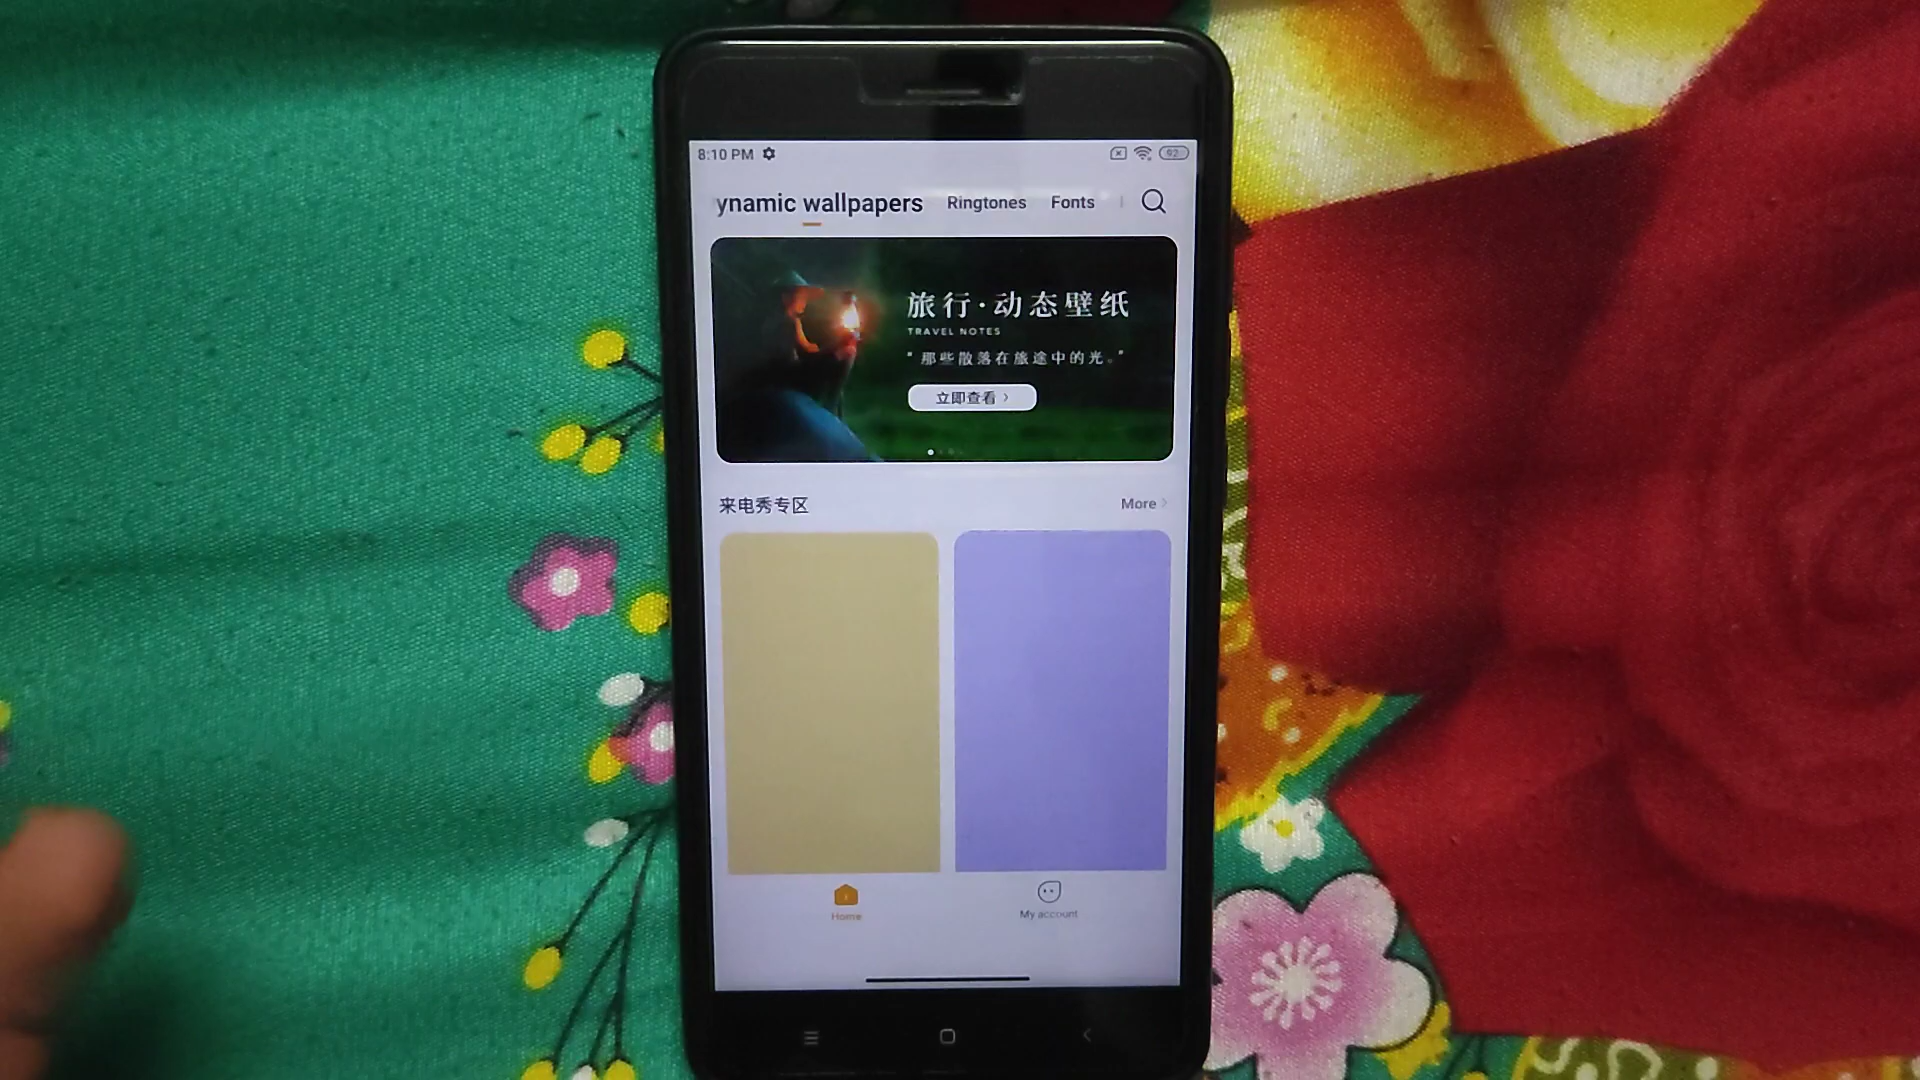 8:10 PM
92
ynamic wallpapers Ringtones Fonts
旅行·动态壁纸
TRAVEL NOTES
“那些散落在旅途中的光。”
立即查看 >
来电秀专区 More >
Home My account